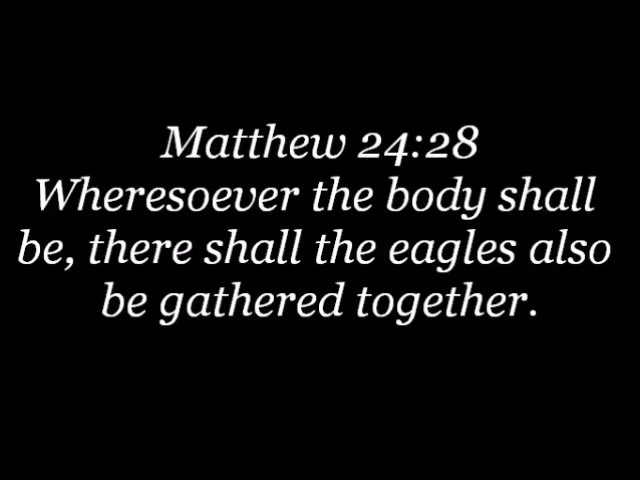 Matthew 24:28
Wheresoever the body shall
be, there shall the eagles also
be gathered together.